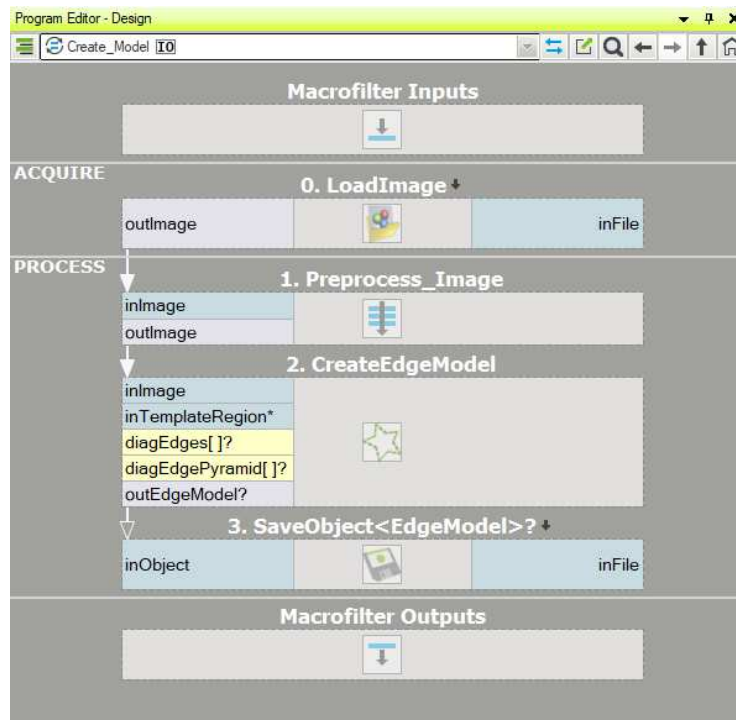 Program Editor - Design
Create_Model IO
Macrofilter Inputs
ACQUIRE
0. LoadImage
outImage
inFile
PROCESS
1. Preprocess_Image
inImage
outImage
2. CreateEdgeModel
inImage
inTemplateRegion*
diagEdges[ ]?
diagEdgePyramid[ ]?
outEdgeModel?
3. SaveObject<EdgeModel>?
inObject
inFile
Macrofilter Outputs